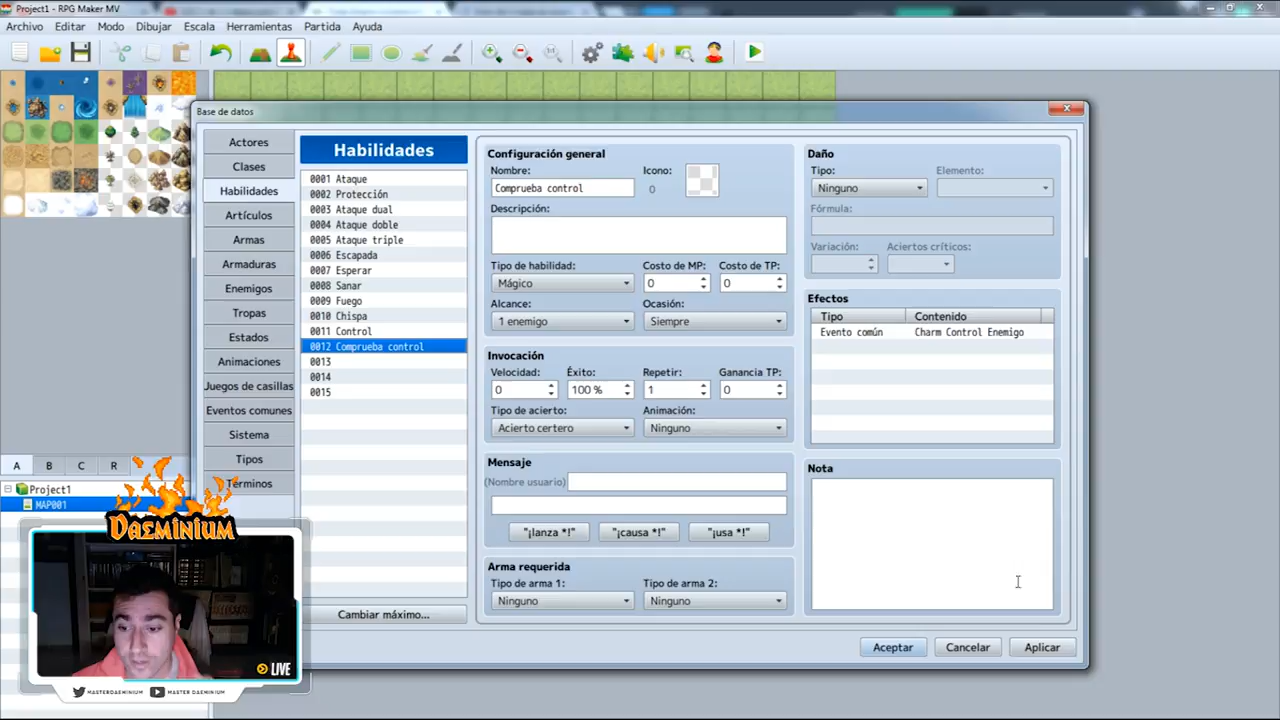 Project1 - RPG Maker MV
Archivo Editar Modo Dibujar Escala Herramientas Partida Ayuda
Base de datos
Actores
Clases
Habilidades
Artículos
Armas
Armaduras
Enemigos
Tropas
Estados
Animaciones
Juegos de casillas
Eventos comunes
Sistema
Tipos
Términos
Habilidades
0001 Ataque
0002 Protección
0003 Ataque dual
0004 Ataque doble
0005 Ataque triple
0006 Escapada
0007 Esperar
0008 Sanar
0009 Fuego
0010 Chispa
0011 Control
0012 Comprueba control
0013
0014
0015
Cambiar máximo...
Configuración general
Nombre: Icono:
Comprueba control 0
Descripción:
Tipo de habilidad: Costo de MP: Costo de TP:
Mágico 0 0
Alcance: Ocasión:
1 enemigo Siempre
Invocación
Velocidad: Éxito: Repetir: Ganancia TP:
0 100 % 1 0
Tipo de acierto: Animación:
Acierto certero Ninguno
Mensaje
(Nombre usuario)
"¡lanza *!" "¡causa *!" "¡usa *!"
Arma requerida
Tipo de arma 1: Tipo de arma 2:
Ninguno Ninguno
Daño
Tipo: Elemento:
Ninguno
Fórmula:
Variación: Aciertos críticos:
Efectos
Tipo Contenido
Evento común Charm Control Enemigo
Nota
Aceptar Cancelar Aplicar
A B C R
Project1
MAP001
DAEMINIUM
LIVE
MASTERDAEMINIUM MASTER DAEMINIUM